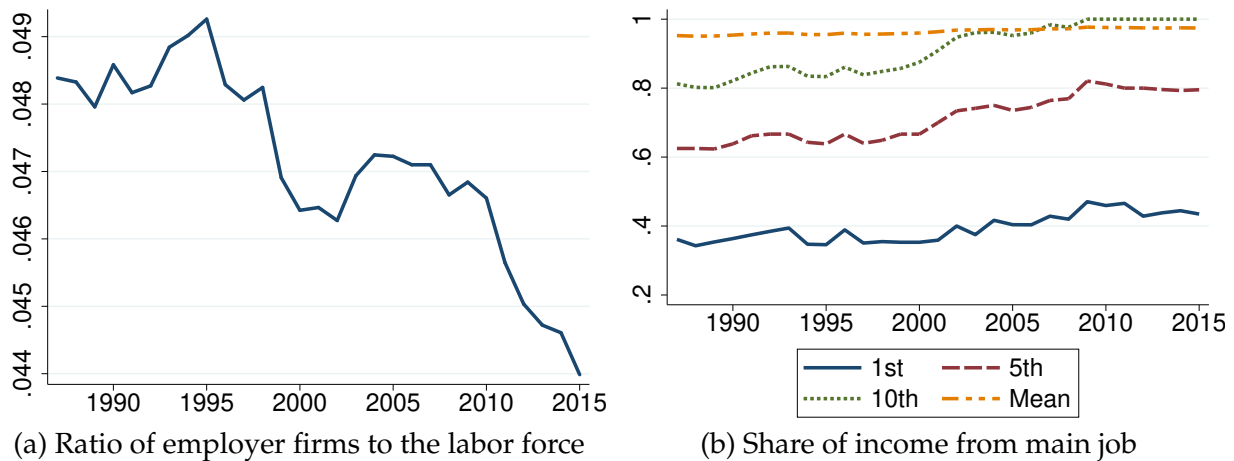 .049
.048
.047
.046
.045
.044
1990 1995 2000 2005 2010 2015
(a) Ratio of employer firms to the labor force
1
.8
.6
.4
.2
1990 1995 2000 2005 2010 2015
1st 5th
10th Mean
(b) Share of income from main job